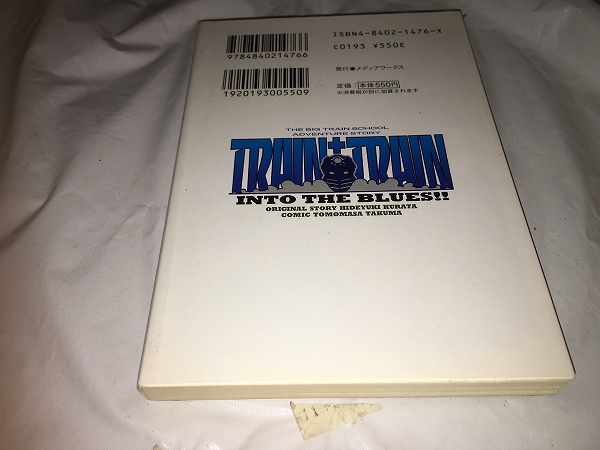 ISBN4-8402-1476-X
C0193 ¥550E
9784840214766
発行●メディアワークス
定価：本体550円
※消費税が別に加算されます
1920193005509
THE BIG TRAIN SCHOOL
ADVENTURE STORY
TRAIN+TRAIN
INTO THE BLUES!!
ORIGINAL STORY HIDEYUKI KURATA
COMIC TOMOMASA TAKUMA
11